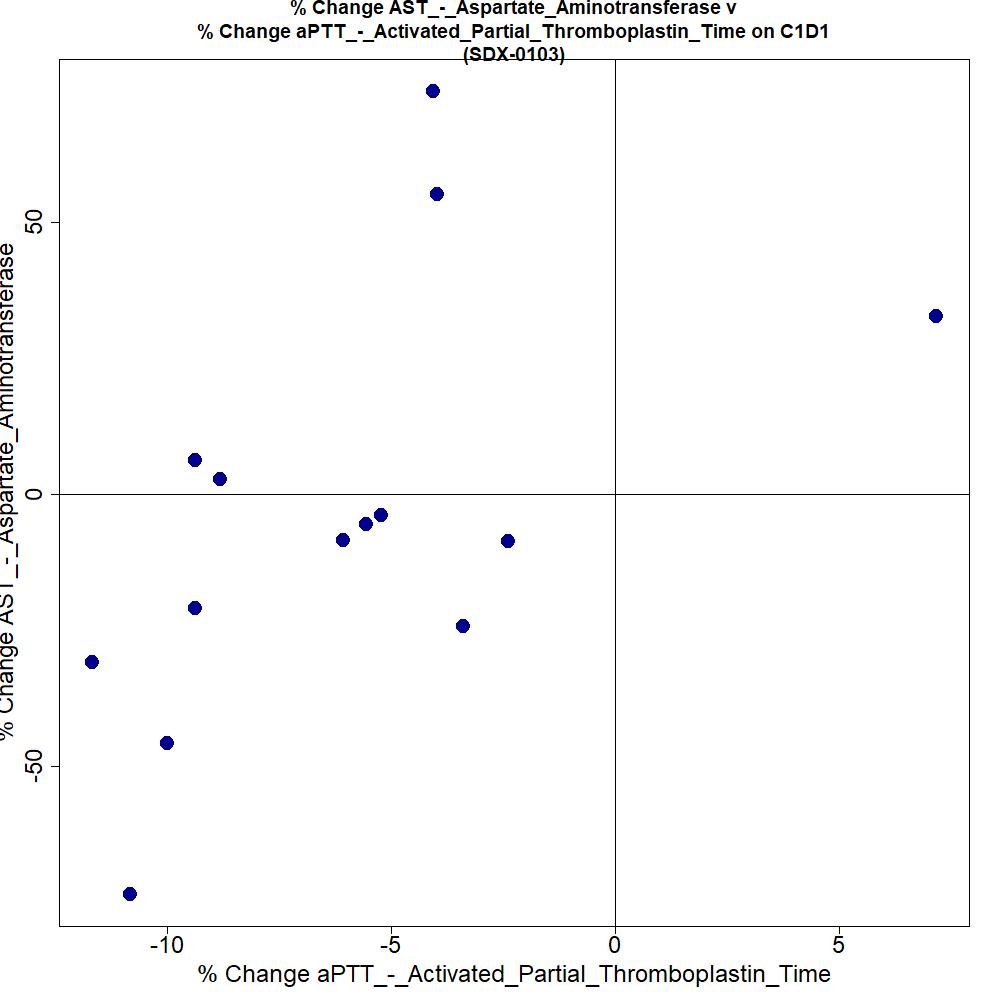 % Change AST_-_Aspartate_Aminotransferase v
% Change aPTT_-_Activated_Partial_Thromboplastin_Time on C1D1
(SDX-0103)
% Change AST_-_Aspartate_Aminotransferase
50
0
-50
-10
-5
0
5
% Change aPTT_-_Activated_Partial_Thromboplastin_Time